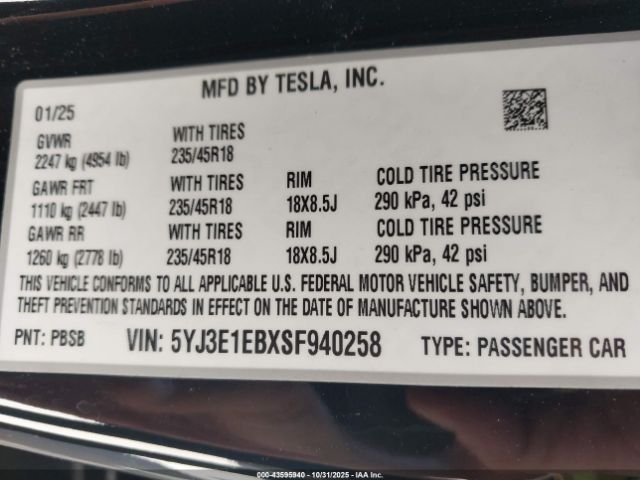 MFD BY TESLA, INC.
01/25
GVWR WITH TIRES
2247 kg (4954 lb) 235/45R18
GAWR FRT WITH TIRES RIM COLD TIRE PRESSURE
1110 kg (2447 lb) 235/45R18 18X8.5J 290 kPa, 42 psi
GAWR RR WITH TIRES RIM COLD TIRE PRESSURE
1260 kg (2778 lb) 235/45R18 18X8.5J 290 kPa, 42 psi
THIS VEHICLE CONFORMS TO ALL APPLICABLE U.S. FEDERAL MOTOR VEHICLE SAFETY, BUMPER, AND
THEFT PREVENTION STANDARDS IN EFFECT ON THE DATE OF MANUFACTURE SHOWN ABOVE.
PNT: PBSB VIN: 5YJ3E1EBXSF940258 TYPE: PASSENGER CAR
000-43595940 - 10/31/2025 - IAA Inc.